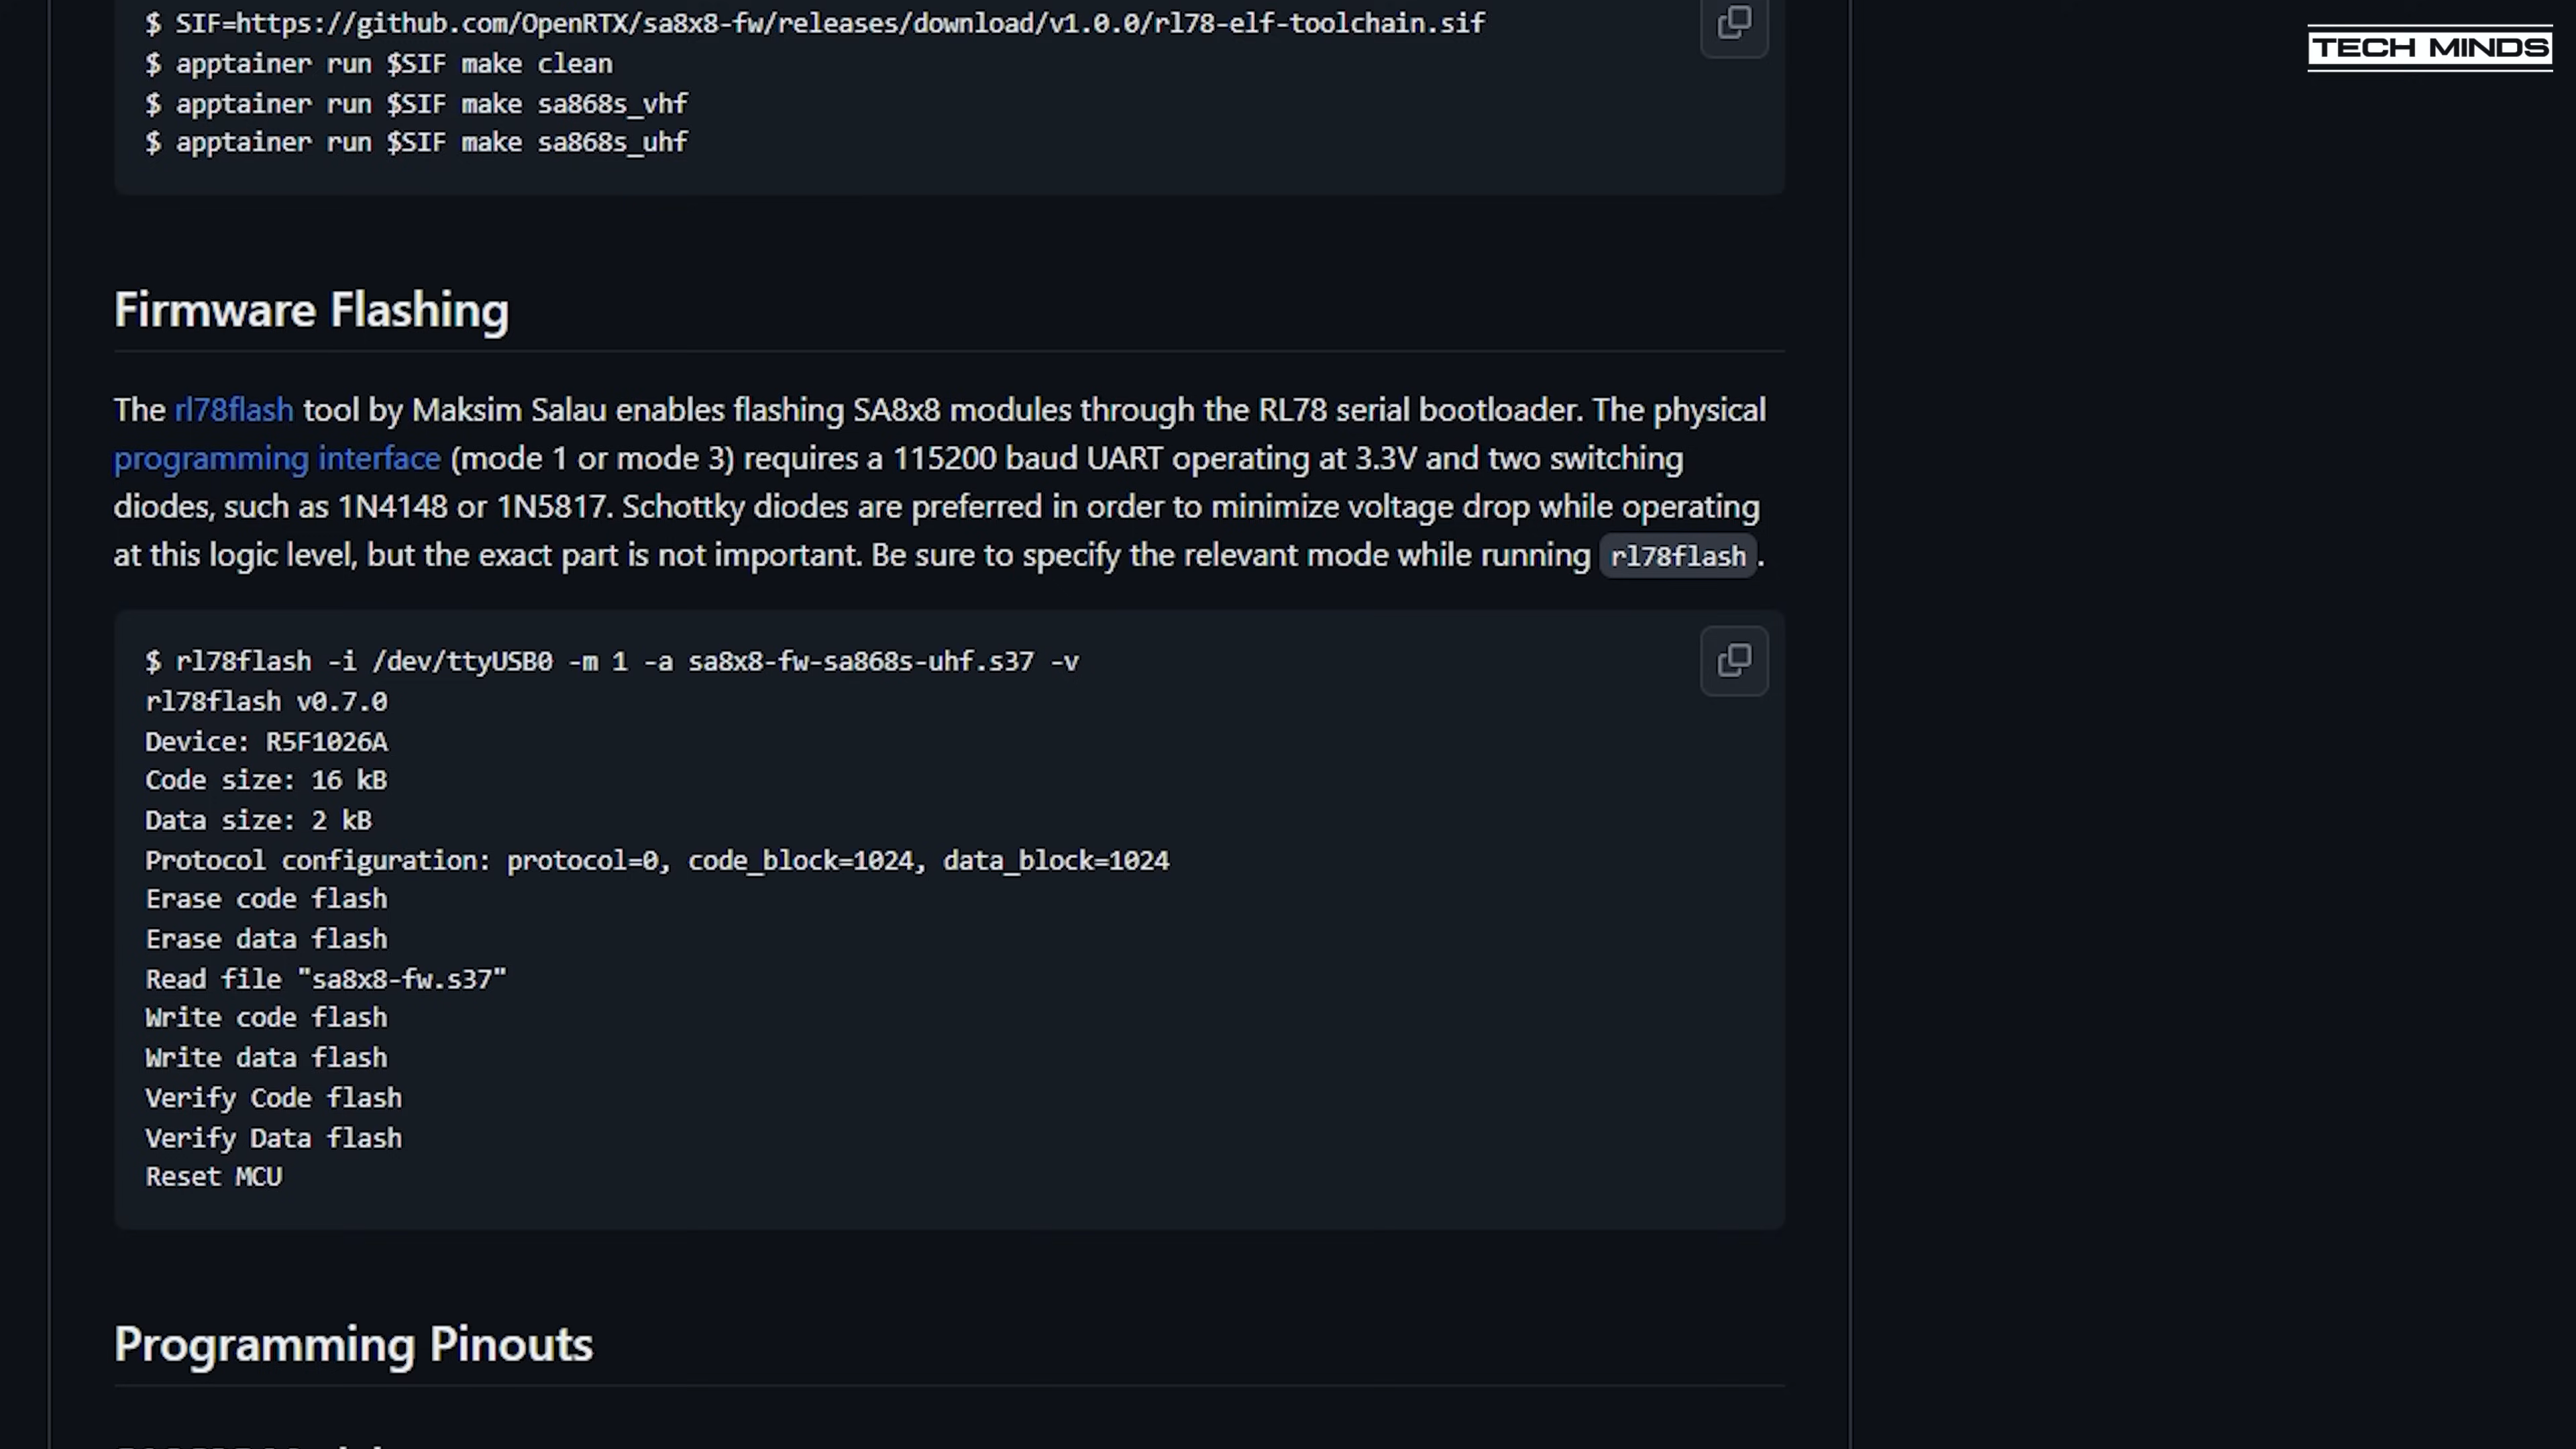 $ SIF=https://github.com/OpenRTX/sa8x8-fw/releases/download/v1.0.0/rl78-elf-toolchain.sif
$ apptainer run $SIF make clean
$ apptainer run $SIF make sa868s_vhf
$ apptainer run $SIF make sa868s_uhf
TECH MINDS
Firmware Flashing
The rl78flash tool by Maksim Salau enables flashing SA8x8 modules through the RL78 serial bootloader. The physical
programming interface (mode 1 or mode 3) requires a 115200 baud UART operating at 3.3V and two switching
diodes, such as 1N4148 or 1N5817. Schottky diodes are preferred in order to minimize voltage drop while operating
at this logic level, but the exact part is not important. Be sure to specify the relevant mode while running rl78flash.
$ rl78flash -i /dev/ttyUSB0 -m 1 -a sa8x8-fw-sa868s-uhf.s37 -v
rl78flash v0.7.0
Device: R5F1026A
Code size: 16 kB
Data size: 2 kB
Protocol configuration: protocol=0, code_block=1024, data_block=1024
Erase code flash
Erase data flash
Read file "sa8x8-fw.s37"
Write code flash
Write data flash
Verify Code flash
Verify Data flash
Reset MCU
Programming Pinouts